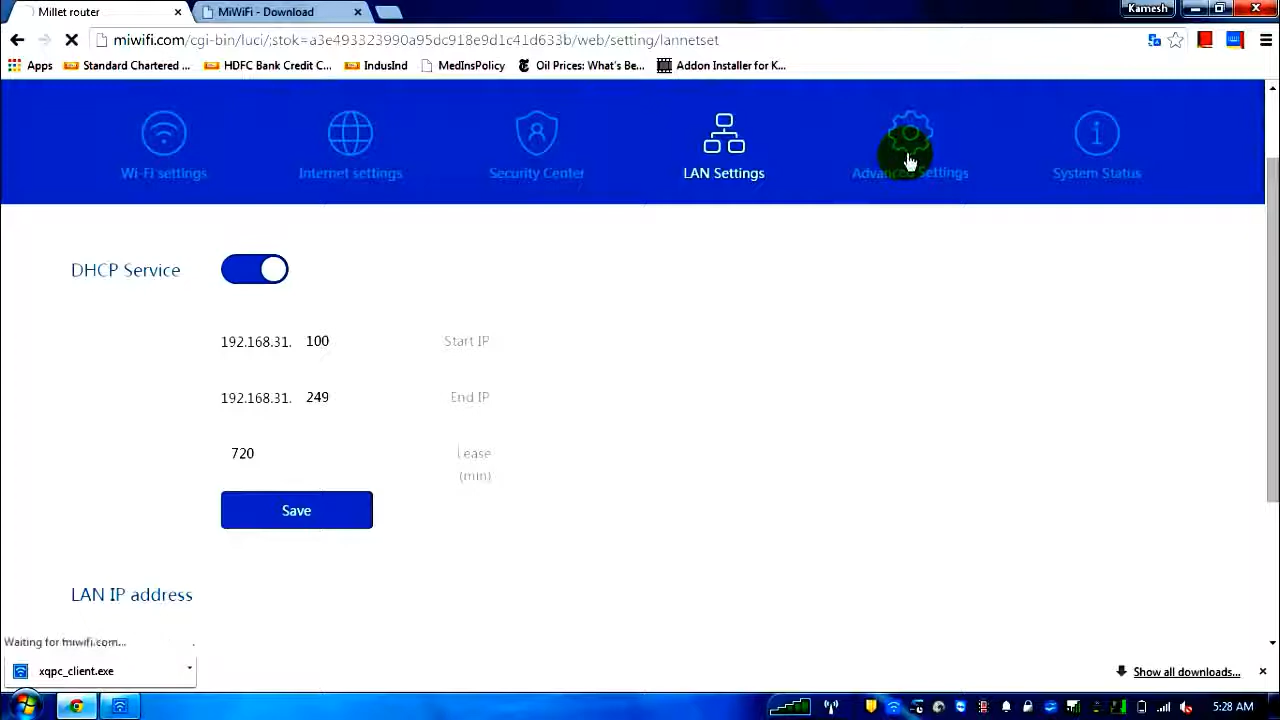 Millet router
MiWiFi - Download
Kamesh
miwifi.com/cgi-bin/luci/;stok=a3e493323990a95dc918e9d1c41d633b/web/setting/lannetset
Apps
Standard Chartered ...
HDFC Bank Credit C...
IndusInd
MedInsPolicy
Oil Prices: What's Be...
Addon Installer for K...
Wi-Fi settings
Internet settings
Security Center
LAN Settings
Advanced Settings
System Status
DHCP Service
192.168.31. 100 Start IP
192.168.31. 249 End IP
720 Lease
(min)
Save
LAN IP address
Waiting for miwifi.com...
xqpc_client.exe
Show all downloads...
5:28 AM